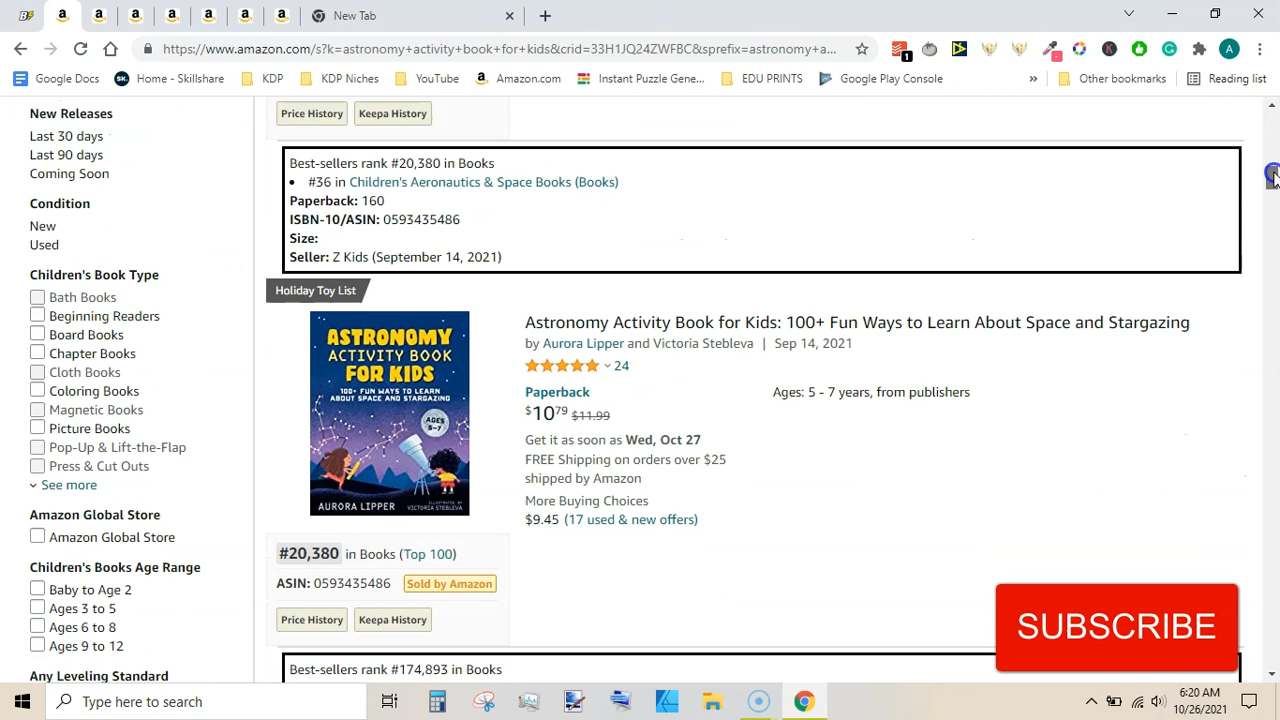 New Tab
https://www.amazon.com/s?k=astronomy+activity+book+for+kids&crid=33H1JQ24ZWFBC&sprefix=astronomy+a...
Google Docs
Home - Skillshare
KDP
KDP Niches
YouTube
Amazon.com
Instant Puzzle Gene...
EDU PRINTS
Google Play Console
»
Other bookmarks
Reading list
New Releases
Last 30 days
Last 90 days
Coming Soon
Condition
New
Used
Children's Book Type
Bath Books
Beginning Readers
Board Books
Chapter Books
Cloth Books
Coloring Books
Magnetic Books
Picture Books
Pop-Up & Lift-the-Flap
Press & Cut Outs
See more
Amazon Global Store
Amazon Global Store
Children's Books Age Range
Baby to Age 2
Ages 3 to 5
Ages 6 to 8
Ages 9 to 12
Any Leveling Standard
Price History
Keepa History
Best-sellers rank #20,380 in Books
• #36 in Children's Aeronautics & Space Books (Books)
Paperback: 160
ISBN-10/ASIN: 0593435486
Size:
Seller: Z Kids (September 14, 2021)
Holiday Toy List
ASTRONOMY
ACTIVITY BOOK
FOR KIDS
100+ FUN WAYS TO LEARN
ABOUT SPACE AND STARGAZING
AGES
5-7
AURORA LIPPER
ILLUSTRATED BY
VICTORIA STEBLEVA
Astronomy Activity Book for Kids: 100+ Fun Ways to Learn About Space and Stargazing
by Aurora Lipper and Victoria Stebleva | Sep 14, 2021
24
Paperback
$10.79 $11.99
Ages: 5 - 7 years, from publishers
Get it as soon as Wed, Oct 27
FREE Shipping on orders over $25
shipped by Amazon
More Buying Choices
$9.45 (17 used & new offers)
#20,380 in Books (Top 100)
ASIN: 0593435486 Sold by Amazon
Price History
Keepa History
Best-sellers rank #174,893 in Books
SUBSCRIBE
Type here to search
6:20 AM
10/26/2021